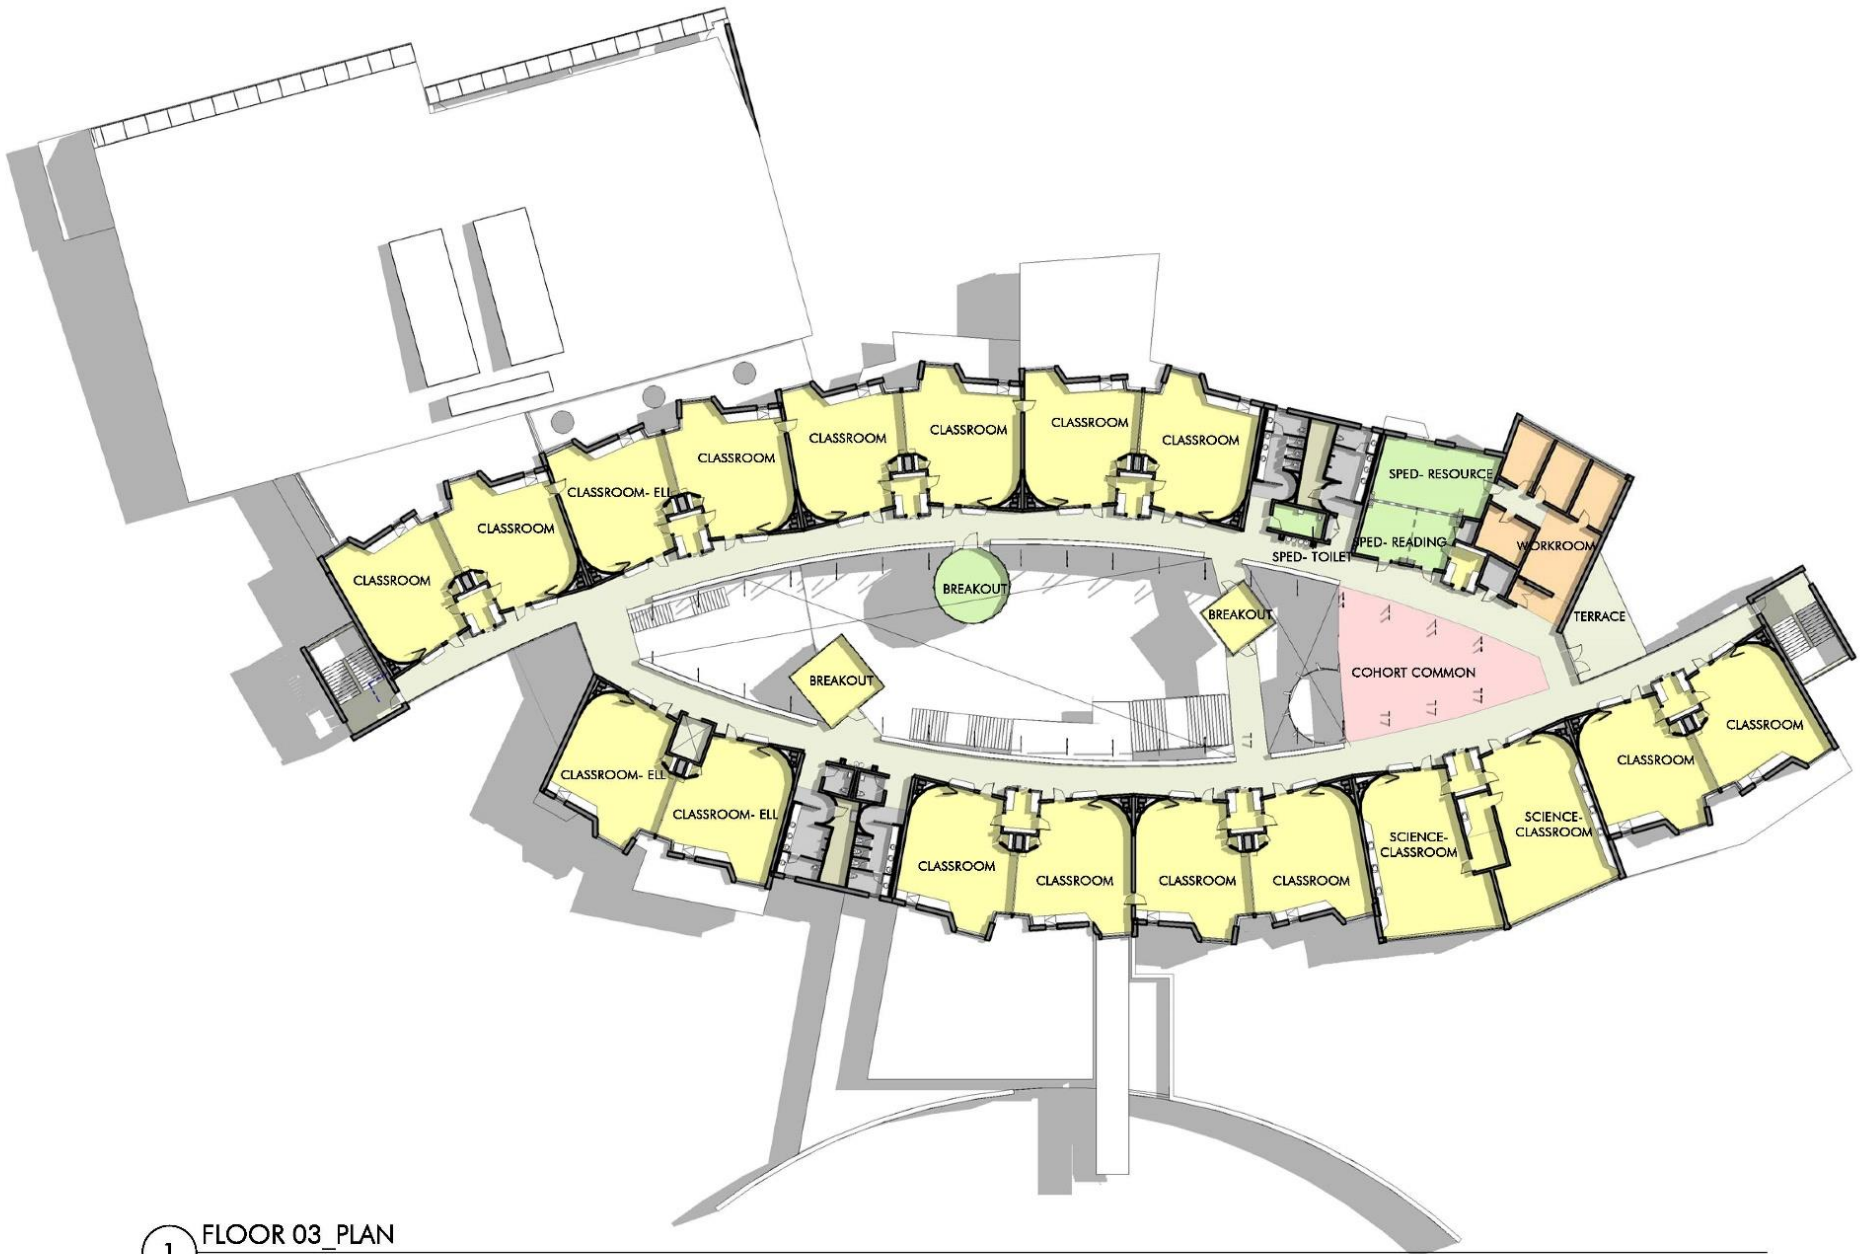 CLASSROOM
CLASSROOM
CLASSROOM
CLASSROOM
CLASSROOM
CLASSROOM
CLASSROOM- ELL
CLASSROOM
CLASSROOM
SPED- RESOURCE
SPED- READING
WORKROOM
SPED- TOILET
BREAKOUT
BREAKOUT
BREAKOUT
TERRACE
COHORT COMMON
CLASSROOM
CLASSROOM
CLASSROOM- ELL
CLASSROOM- ELL
CLASSROOM
CLASSROOM
CLASSROOM
CLASSROOM
SCIENCE-
CLASSROOM
SCIENCE-
CLASSROOM
1
FLOOR 03_PLAN